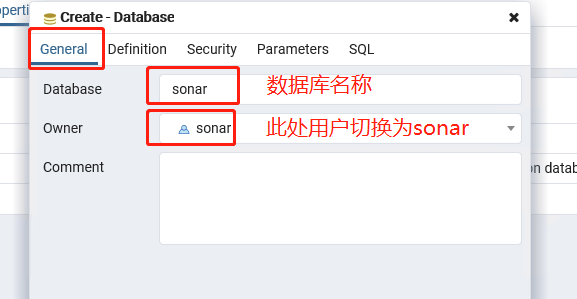 roperti
Create - Database
General Definition Security Parameters SQL
Database sonar 数据库名称
Owner sonar 此处用户切换为sonar
on datab
Comment